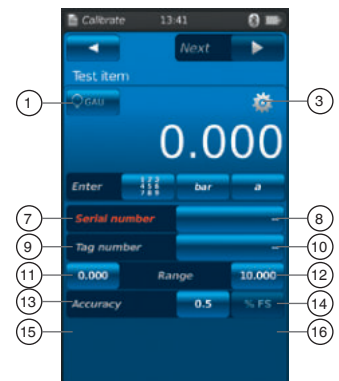 Calibrate 13:41
Next
Test item
1 GAU 3
0.000
Enter 1 2 3 4 5 6 7 8 9 bar a
7 Serial number 8
9 Tag number 10
11 0.000 Range 10.000 12
13 Accuracy 0.5 % FS 14
15 16